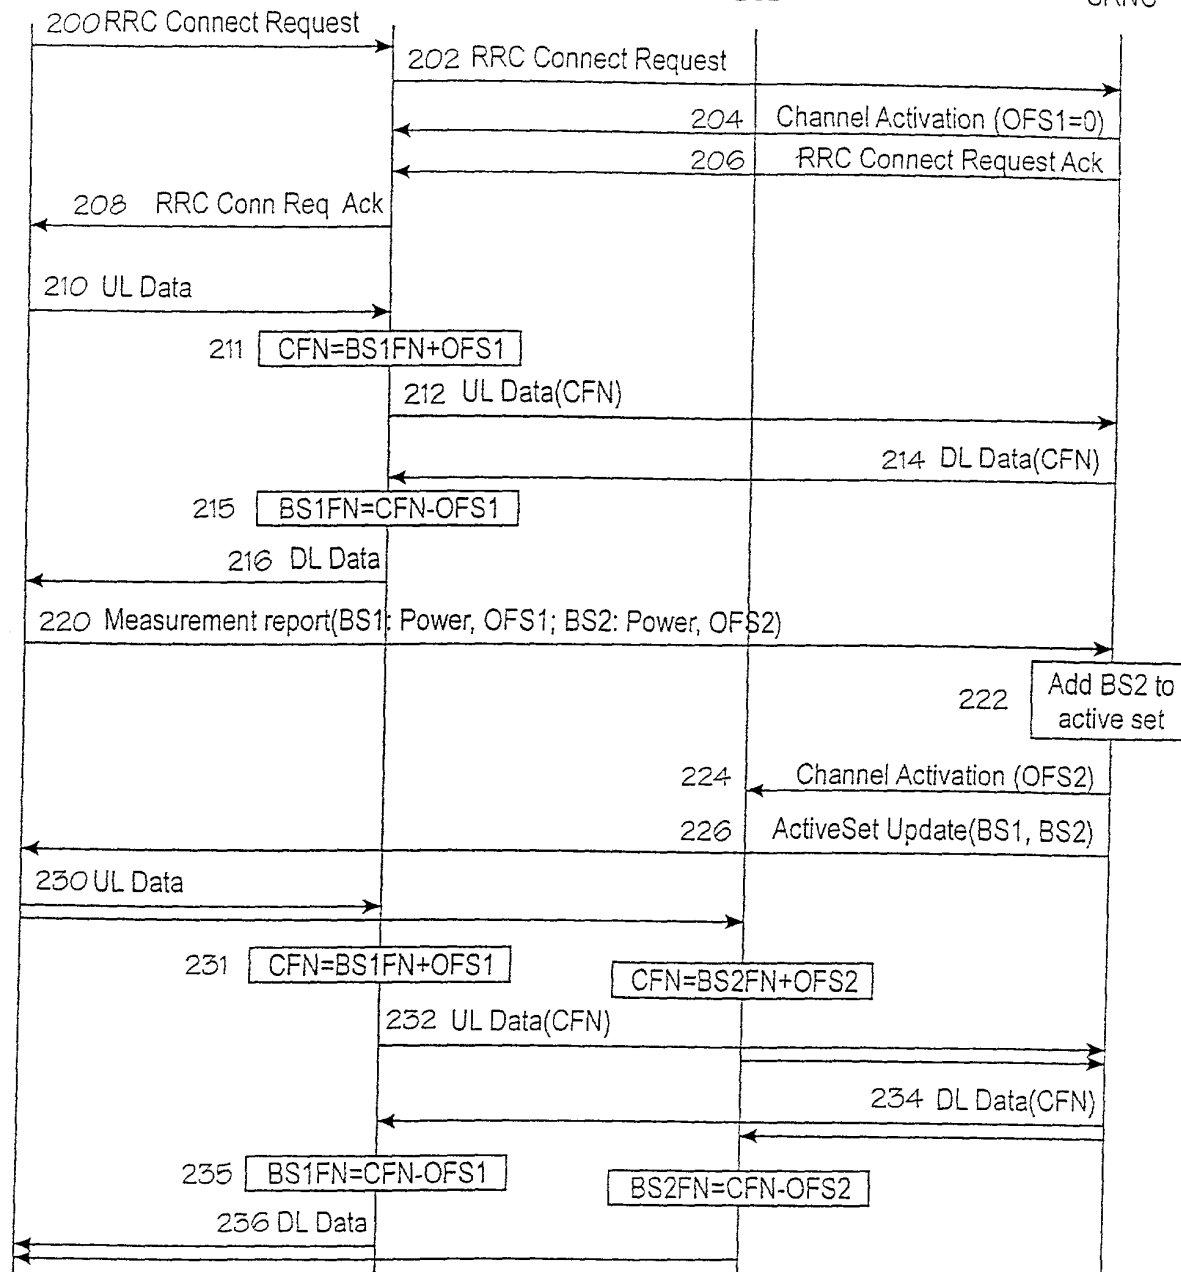 200 RRC Connect Request
202 RRC Connect Request
204 Channel Activation (OFS1=0)
206 RRC Connect Request Ack
208 RRC Conn Req Ack
210 UL Data
211 CFN=BS1FN+OFS1
212 UL Data(CFN)
214 DL Data(CFN)
215 BS1FN=CFN-OFS1
216 DL Data
220 Measurement report(BS1: Power, OFS1; BS2: Power, OFS2)
222 Add BS2 to
active set
224 Channel Activation (OFS2)
226 ActiveSet Update(BS1, BS2)
230 UL Data
231 CFN=BS1FN+OFS1
CFN=BS2FN+OFS2
232 UL Data(CFN)
234 DL Data(CFN)
235 BS1FN=CFN-OFS1
BS2FN=CFN-OFS2
236 DL Data